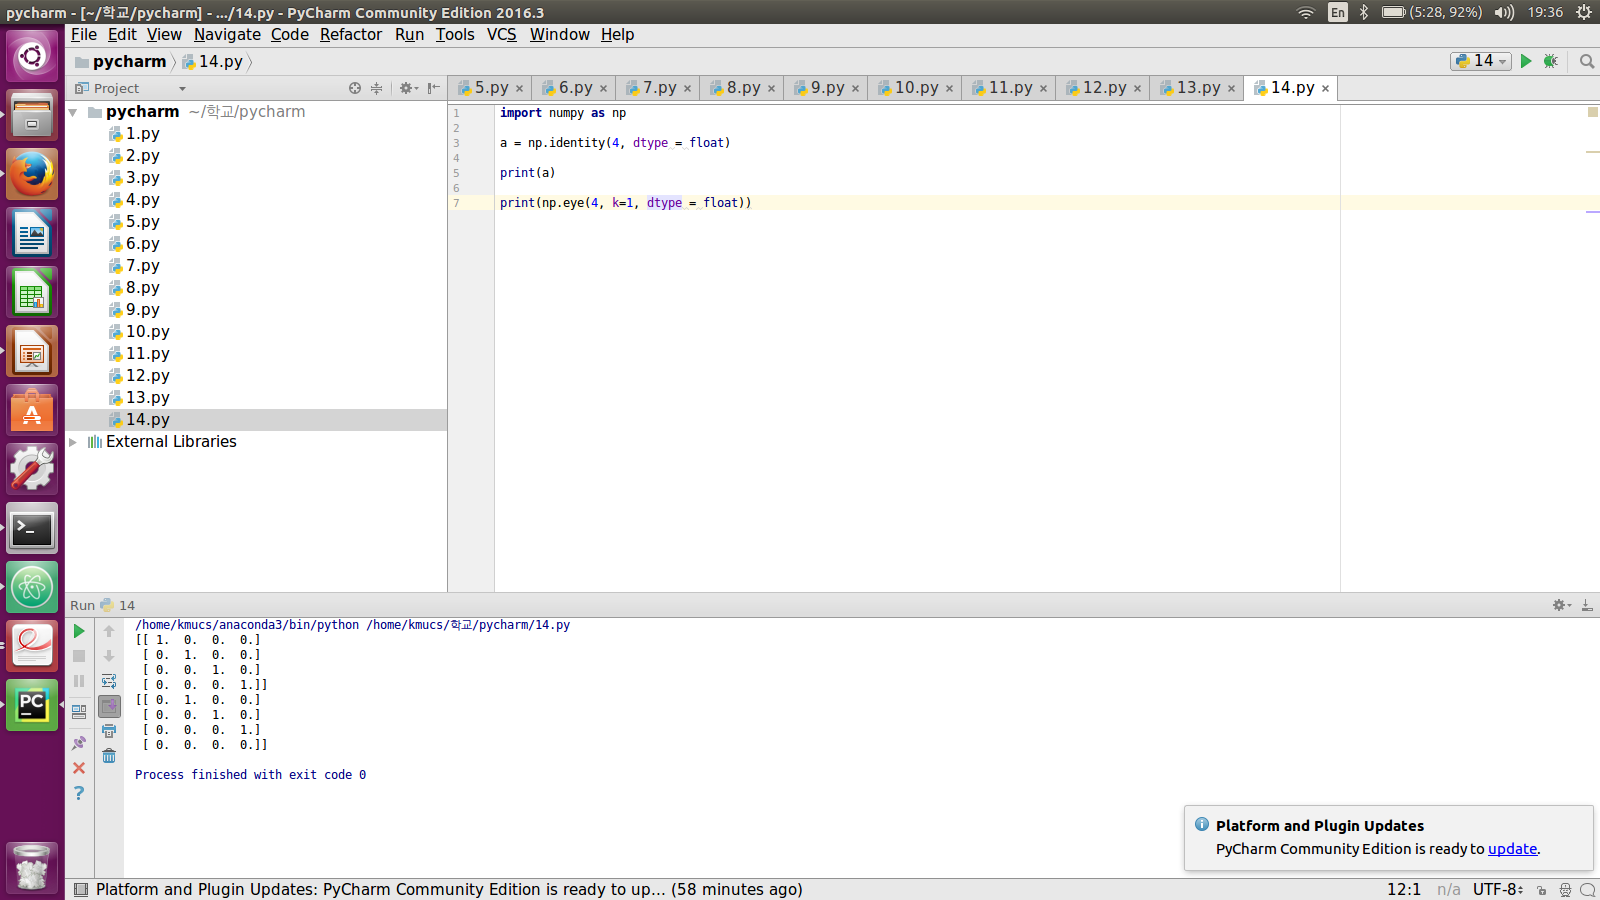 pycharm - [~/학교/pycharm] - .../14.py - PyCharm Community Edition 2016.3
En (5:28, 92%) 19:36
File Edit View Navigate Code Refactor Run Tools VCS Window Help
pycharm 14.py
14
Project
5.py 6.py 7.py 8.py 9.py 10.py 11.py 12.py 13.py 14.py
pycharm ~/학교/pycharm
1.py
2.py
3.py
4.py
5.py
6.py
7.py
8.py
9.py
10.py
11.py
12.py
13.py
14.py
External Libraries
1 import numpy as np
2
3 a = np.identity(4, dtype = float)
4
5 print(a)
6
7 print(np.eye(4, k=1, dtype = float))
Run 14
/home/kmucs/anaconda3/bin/python /home/kmucs/학교/pycharm/14.py
[[ 1. 0. 0. 0.]
[ 0. 1. 0. 0.]
[ 0. 0. 1. 0.]
[ 0. 0. 0. 1.]]
[[ 0. 1. 0. 0.]
[ 0. 0. 1. 0.]
[ 0. 0. 0. 1.]
[ 0. 0. 0. 0.]]
Process finished with exit code 0
Platform and Plugin Updates
PyCharm Community Edition is ready to update.
Platform and Plugin Updates: PyCharm Community Edition is ready to up... (58 minutes ago)
12:1 n/a UTF-8
PC